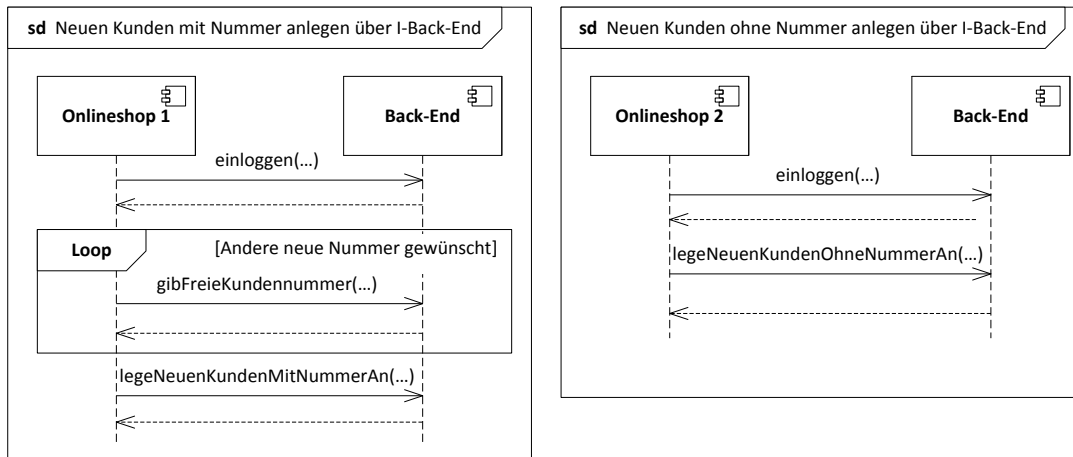 sd Neuen Kunden mit Nummer anlegen über I-Back-End
Onlineshop 1
Back-End
einloggen(...)
Loop
[Andere neue Nummer gewünscht]
gibFreieKundennummer(...)
legeNeuenKundenMitNummerAn(...)
sd Neuen Kunden ohne Nummer anlegen über I-Back-End
Onlineshop 2
Back-End
einloggen(...)
legeNeuenKundenOhneNummerAn(...)